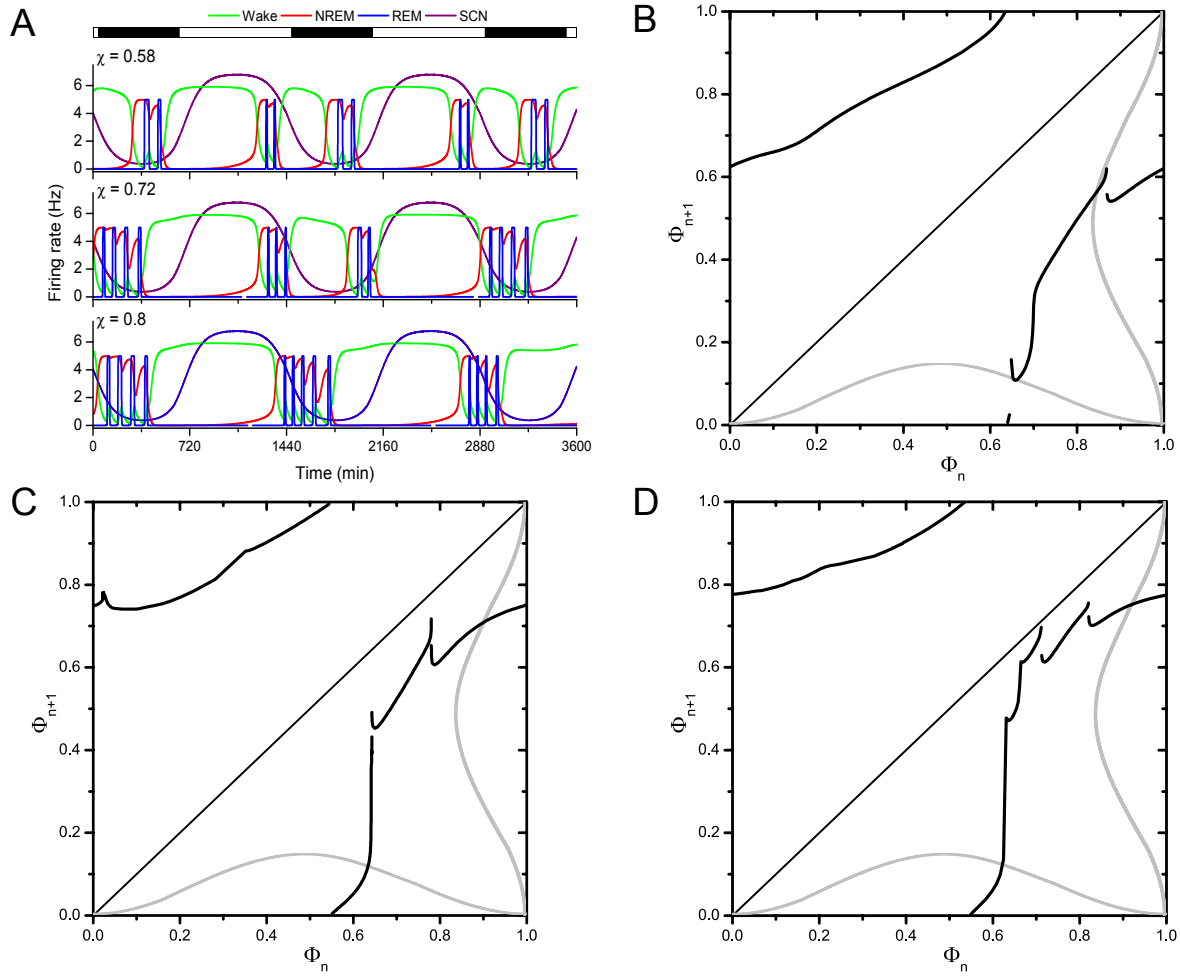 A
Wake NREM REM SCN
χ = 0.58
6
4
2
0
χ = 0.72
6
4
2
0
χ = 0.8
6
4
2
0
Firing rate (Hz)
0 720 1440 2160 2880 3600
Time (min)
B
1.0
0.8
0.6
0.4
0.2
0.0
Φn+1
0.0 0.2 0.4 0.6 0.8 1.0
Φn
C
1.0
0.8
0.6
0.4
0.2
0.0
Φn+1
0.0 0.2 0.4 0.6 0.8 1.0
Φn
D
1.0
0.8
0.6
0.4
0.2
0.0
Φn+1
0.0 0.2 0.4 0.6 0.8 1.0
Φn